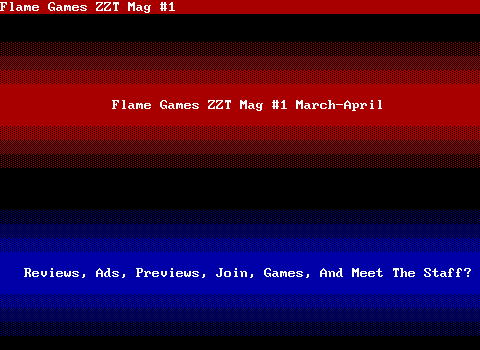 Flame Games ZZT Mag #1
Flame Games ZZT Mag #1 March-April
Reviews, Ads, Previews, Join, Games, And Meet The Staff?